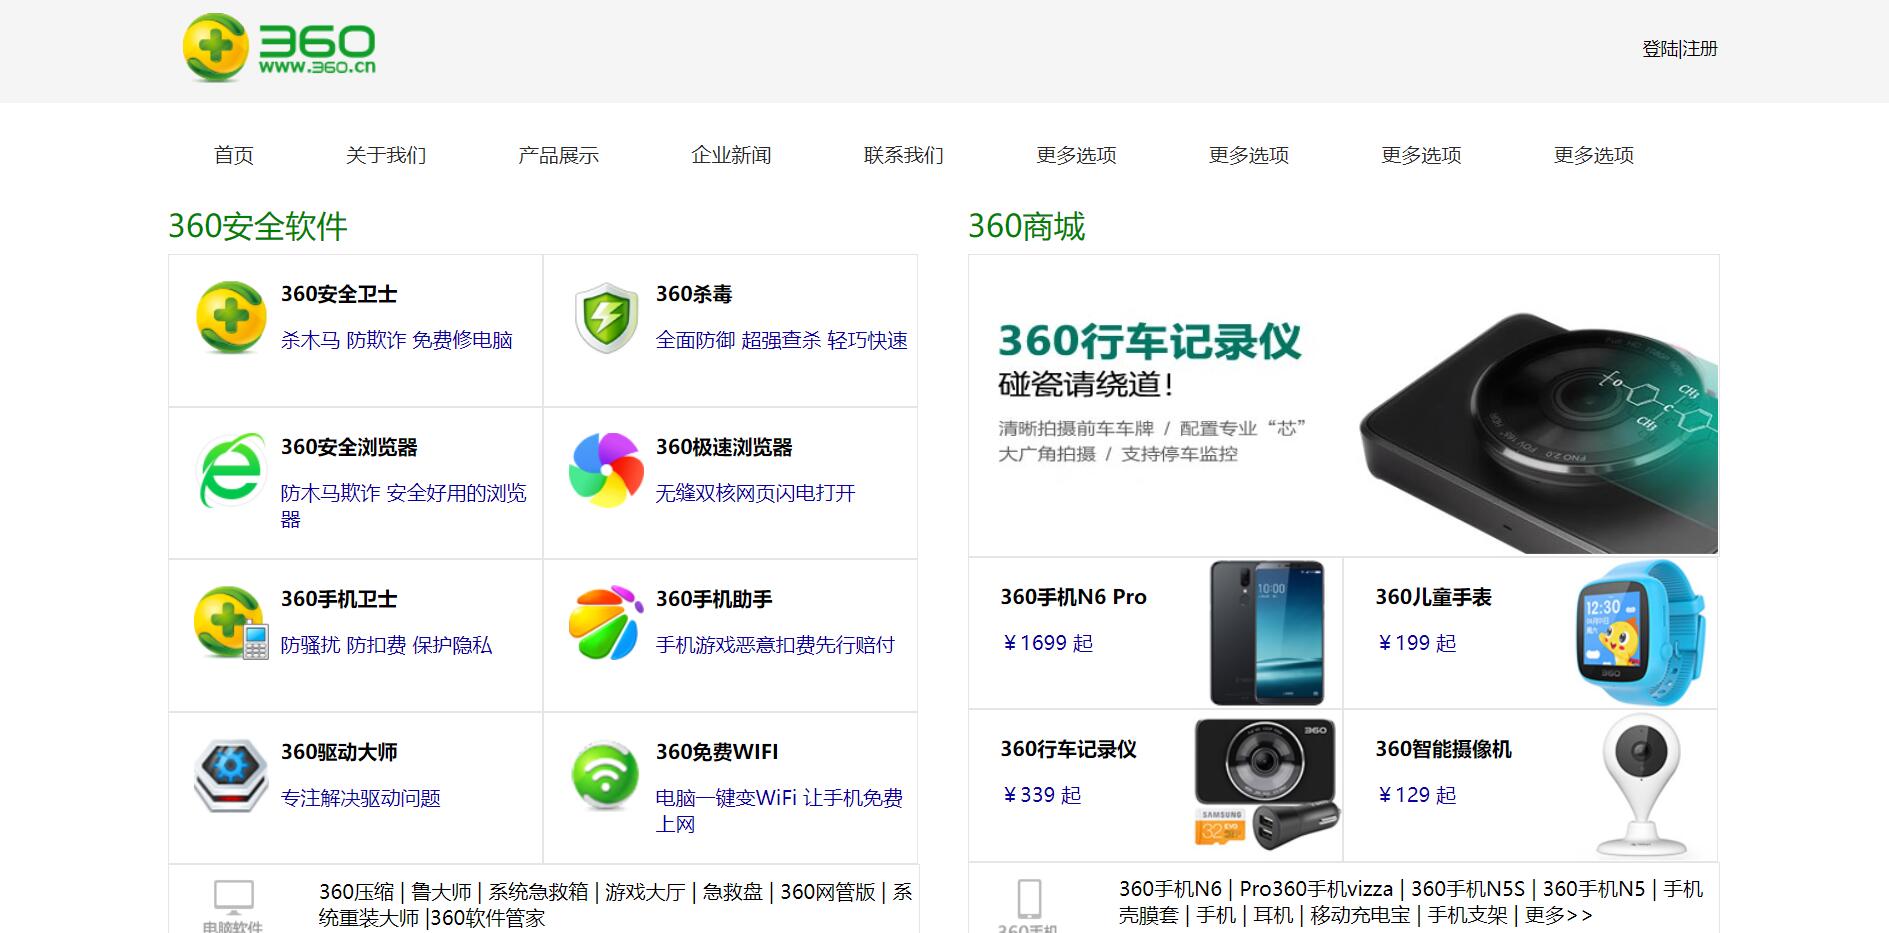 360
www.360.cn
登陆|注册
首页
关于我们
产品展示
企业新闻
联系我们
更多选项
更多选项
更多选项
更多选项
360安全软件
360安全卫士
杀木马 防欺诈 免费修电脑
360杀毒
全面防御 超强查杀 轻巧快速
360安全浏览器
防木马欺诈 安全好用的浏览
器
360极速浏览器
无缝双核网页闪电打开
360手机卫士
防骚扰 防扣费 保护隐私
360手机助手
手机游戏恶意扣费先行赔付
360驱动大师
专注解决驱动问题
360免费WIFI
电脑一键变WiFi 让手机免费
上网
电脑软件
360压缩 | 鲁大师 | 系统急救箱 | 游戏大厅 | 急救盘 | 360网管版 | 系
统重装大师 |360软件管家
360商城
360行车记录仪
碰瓷请绕道！
清晰拍摄前车车牌 / 配置专业“芯”
大广角拍摄 / 支持停车监控
CH₃
CH₃
360手机N6 Pro
￥1699 起
10:00
360儿童手表
￥199 起
12:30
360
360行车记录仪
￥339 起
360
SAMSUNG
32 EVO
360智能摄像机
￥129 起
360手机
360手机N6 | Pro360手机vizza | 360手机N5S | 360手机N5 | 手机
壳膜套 | 手机 | 耳机 | 移动充电宝 | 手机支架 | 更多>>